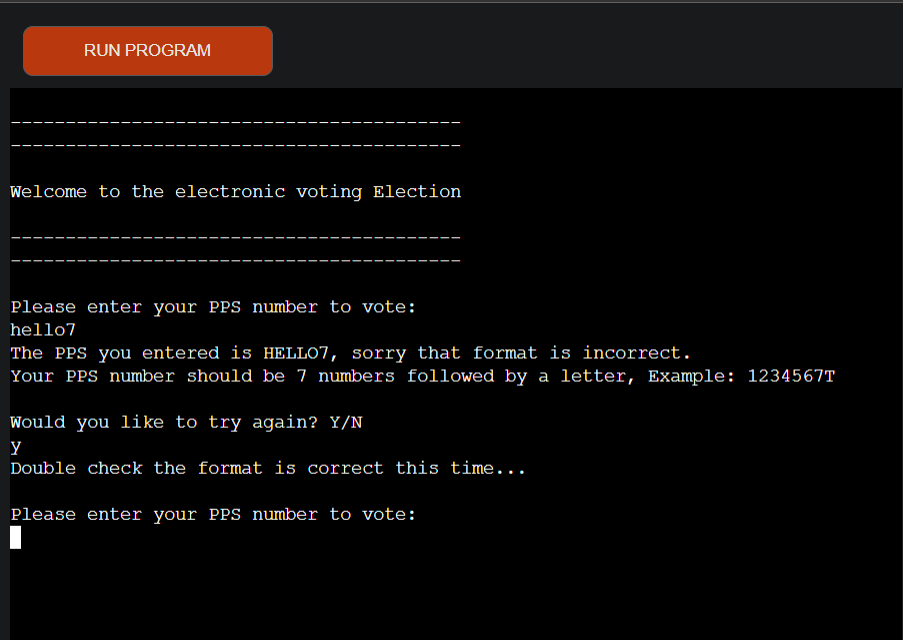 RUN PROGRAM
-----------------------------------------
-----------------------------------------
Welcome to the electronic voting Election
-----------------------------------------
-----------------------------------------
Please enter your PPS number to vote:
hello7
The PPS you entered is HELLO7, sorry that format is incorrect.
Your PPS number should be 7 numbers followed by a letter, Example: 1234567T
Would you like to try again? Y/N
y
Double check the format is correct this time...
Please enter your PPS number to vote: